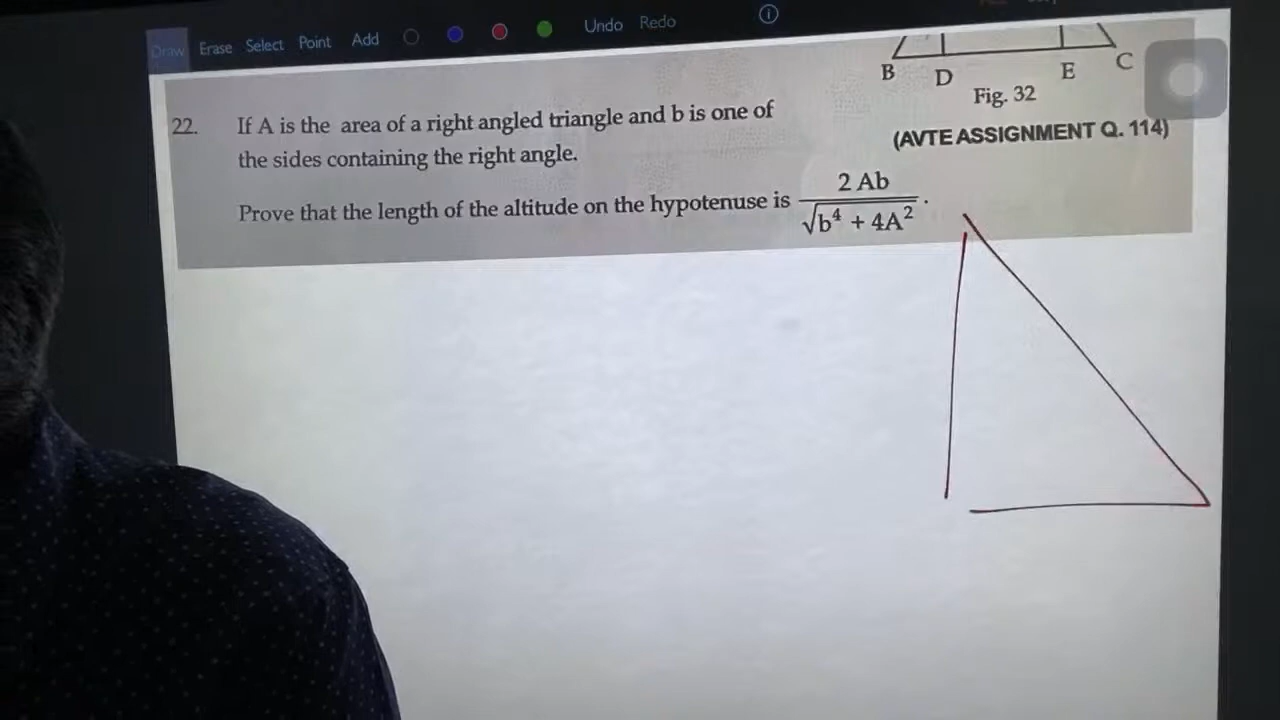 Draw Erase Select Point Add Undo Redo
B D E C
Fig. 32
(AVTE ASSIGNMENT Q. 114)
22. If A is the area of a right angled triangle and b is one of
the sides containing the right angle.
Prove that the length of the altitude on the hypotenuse is 2 Ab / √b⁴ + 4A² .